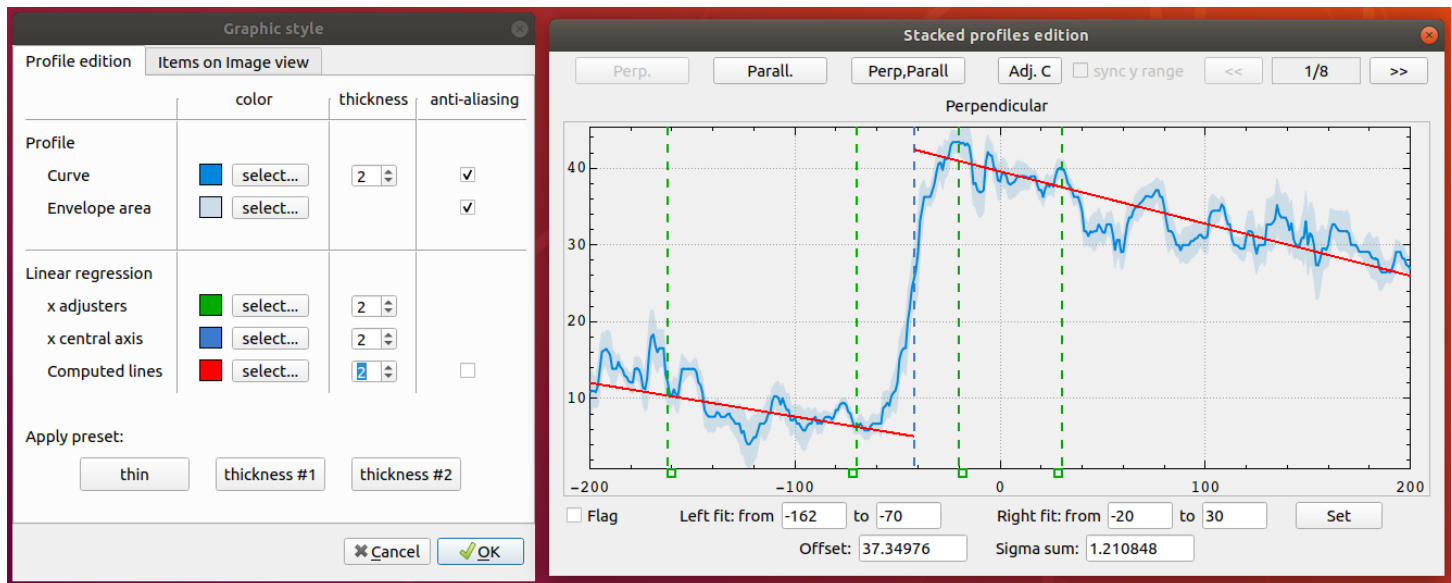 Graphic style
Profile edition Items on Image view
color thickness anti-aliasing
Profile
Curve select... 2
Envelope area select...
Linear regression
x adjusters select... 2
x central axis select... 2
Computed lines select... 2
Apply preset:
thin thickness #1 thickness #2
Cancel OK
Stacked profiles edition
Perp. Parall. Perp,Parall Adj. C sync y range << 1/8 >>
Perpendicular
40
30
20
10
-200 -100 0 100 200
Flag Left fit: from -162 to -70 Right fit: from -20 to 30 Set
Offset: 37.34976 Sigma sum: 1.210848